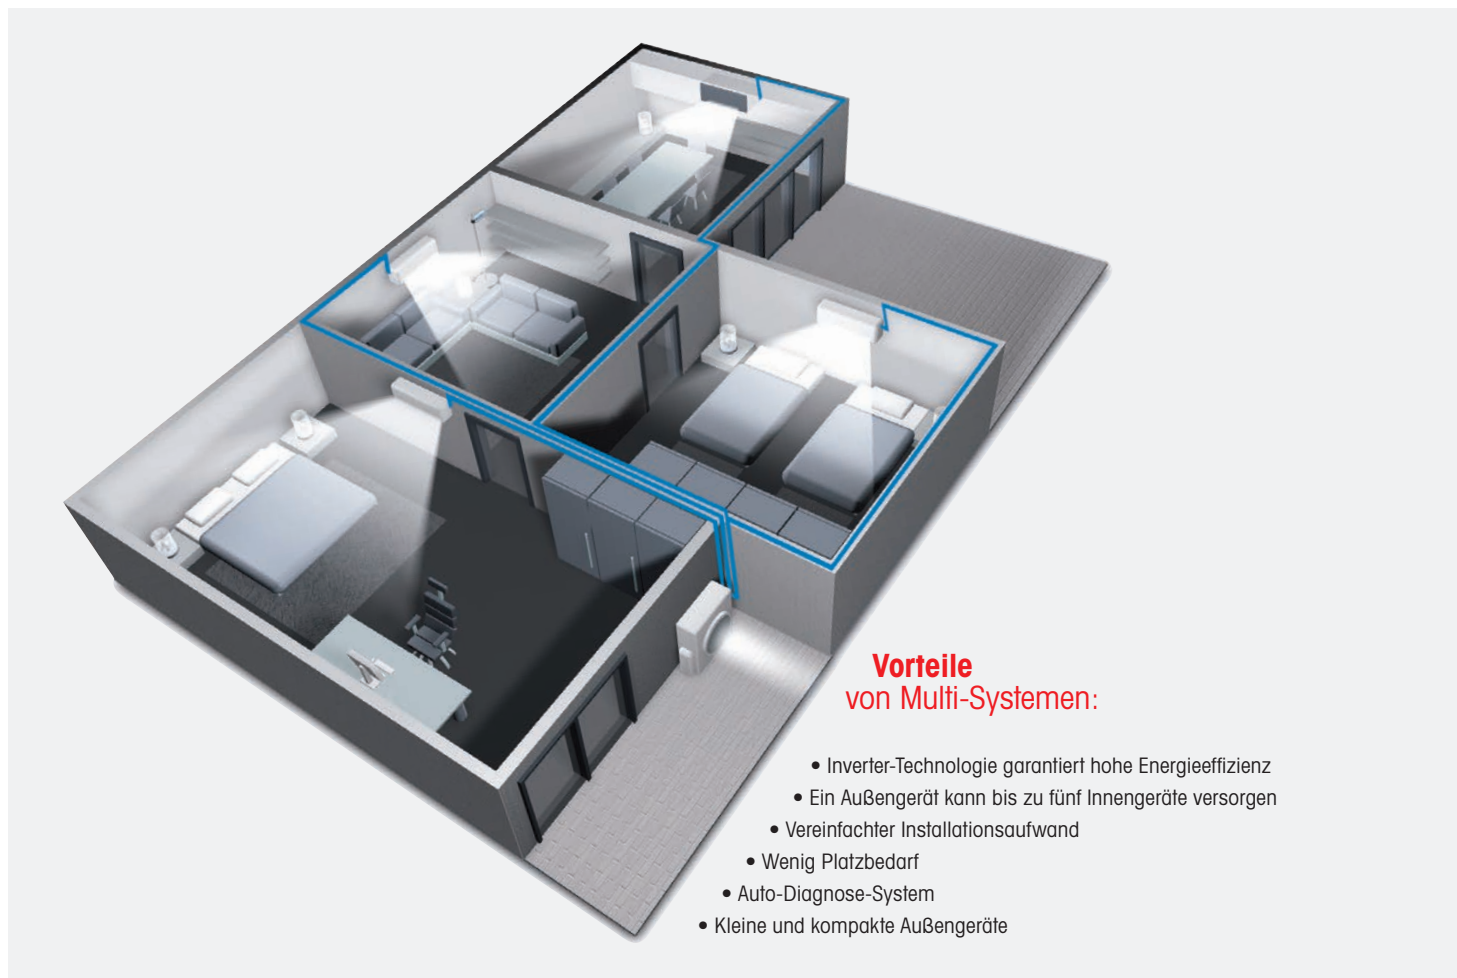 Vorteile
von Multi-Systemen:
• Inverter-Technologie garantiert hohe Energieeffizienz
• Ein Außengerät kann bis zu fünf Innengeräte versorgen
• Vereinfachter Installationsaufwand
• Wenig Platzbedarf
• Auto-Diagnose-System
• Kleine und kompakte Außengeräte